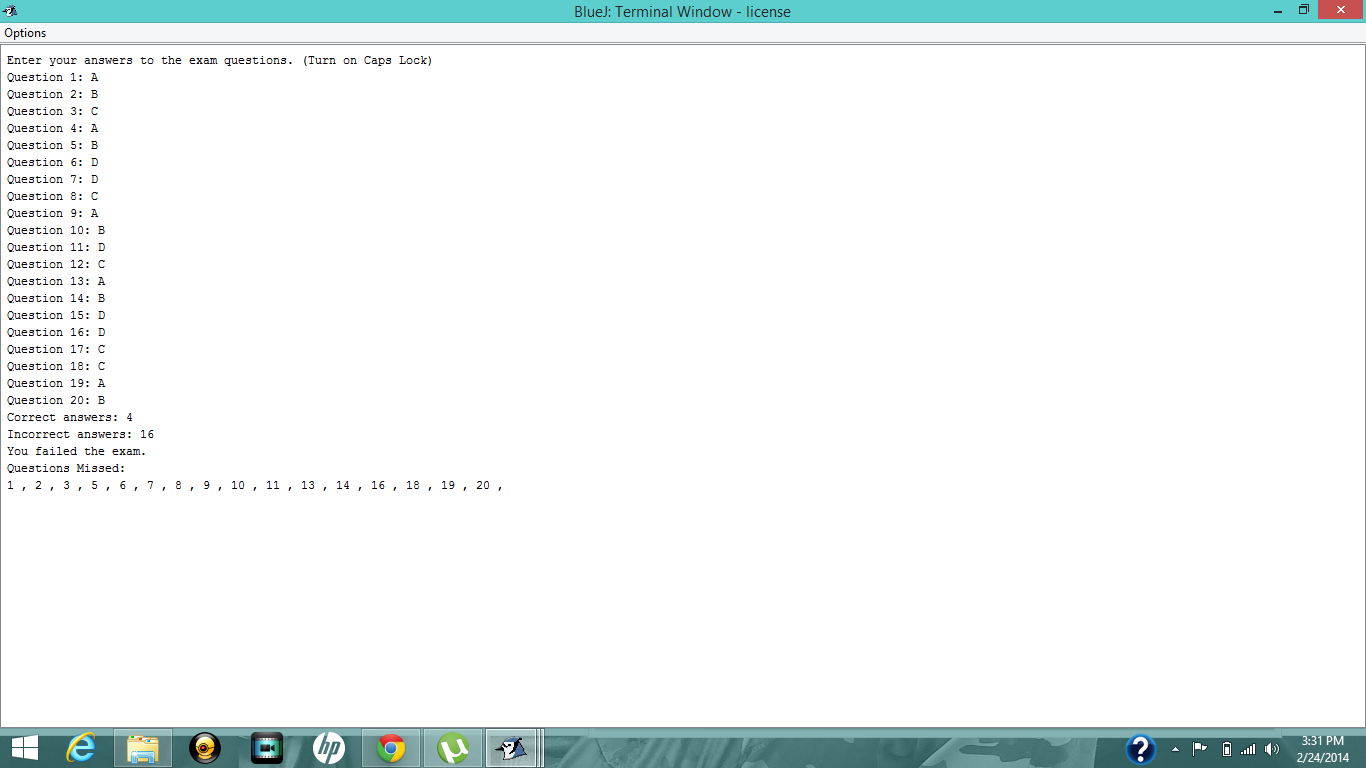 BlueJ: Terminal Window - license
Options
Enter your answers to the exam questions. (Turn on Caps Lock)
Question 1: A
Question 2: B
Question 3: C
Question 4: A
Question 5: B
Question 6: D
Question 7: D
Question 8: C
Question 9: A
Question 10: B
Question 11: D
Question 12: C
Question 13: A
Question 14: B
Question 15: D
Question 16: D
Question 17: C
Question 18: C
Question 19: A
Question 20: B
Correct answers: 4
Incorrect answers: 16
You failed the exam.
Questions Missed:
1 , 2 , 3 , 5 , 6 , 7 , 8 , 9 , 10 , 11 , 13 , 14 , 16 , 18 , 19 , 20 ,
hp
3:31 PM
2/24/2014